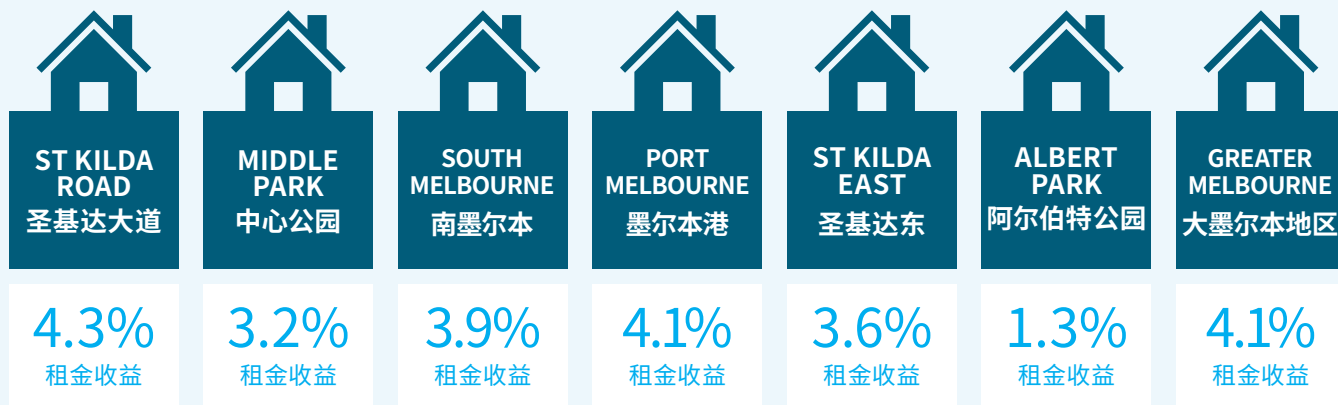 ST KILDA
ROAD
圣基达大道
4.3%
租金收益
MIDDLE
PARK
中心公园
3.2%
租金收益
SOUTH
MELBOURNE
南墨尔本
3.9%
租金收益
PORT
MELBOURNE
墨尔本港
4.1%
租金收益
ST KILDA
EAST
圣基达东
3.6%
租金收益
ALBERT
PARK
阿尔伯特公园
1.3%
租金收益
GREATER
MELBOURNE
大墨尔本地区
4.1%
租金收益